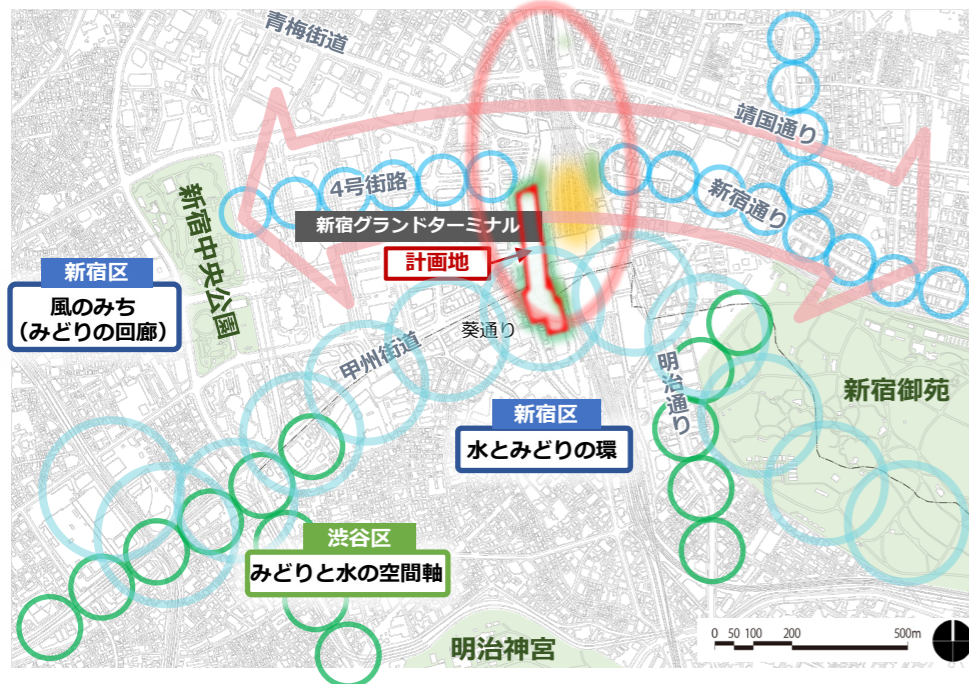 青梅街道
靖国通り
4号街路
新宿通り
新宿中央公園
新宿グランドターミナル
計画地
新宿区
風のみち
(みどりの回廊)
葵通り
甲州街道
明治通り
新宿御苑
新宿区
水とみどりの環
渋谷区
みどりと水の空間軸
明治神宮
0 50 100 200 500m